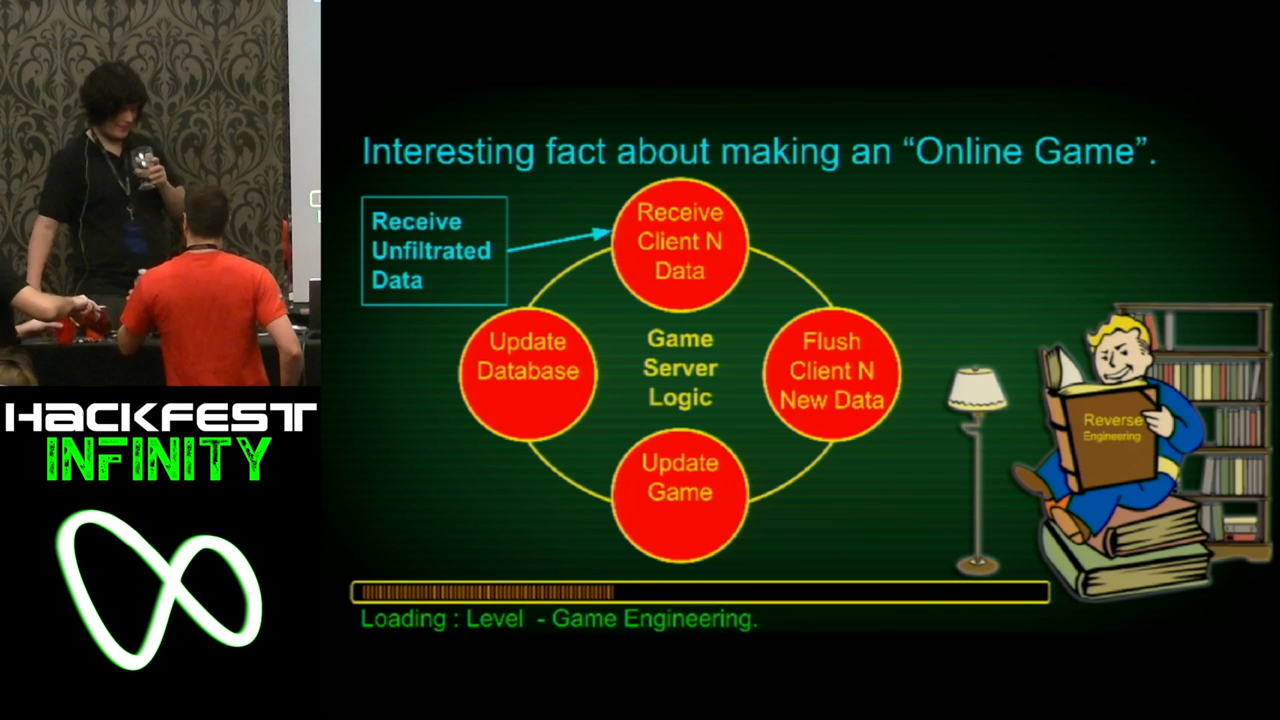 HACKFEST
INFINITY
Interesting fact about making an “Online Game”.
Receive
Unfiltrated
Data
Receive
Client N
Data
Update
Database
Game
Server
Logic
Flush
Client N
New Data
Update
Game
Reverse
Engineering
Loading : Level - Game Engineering.